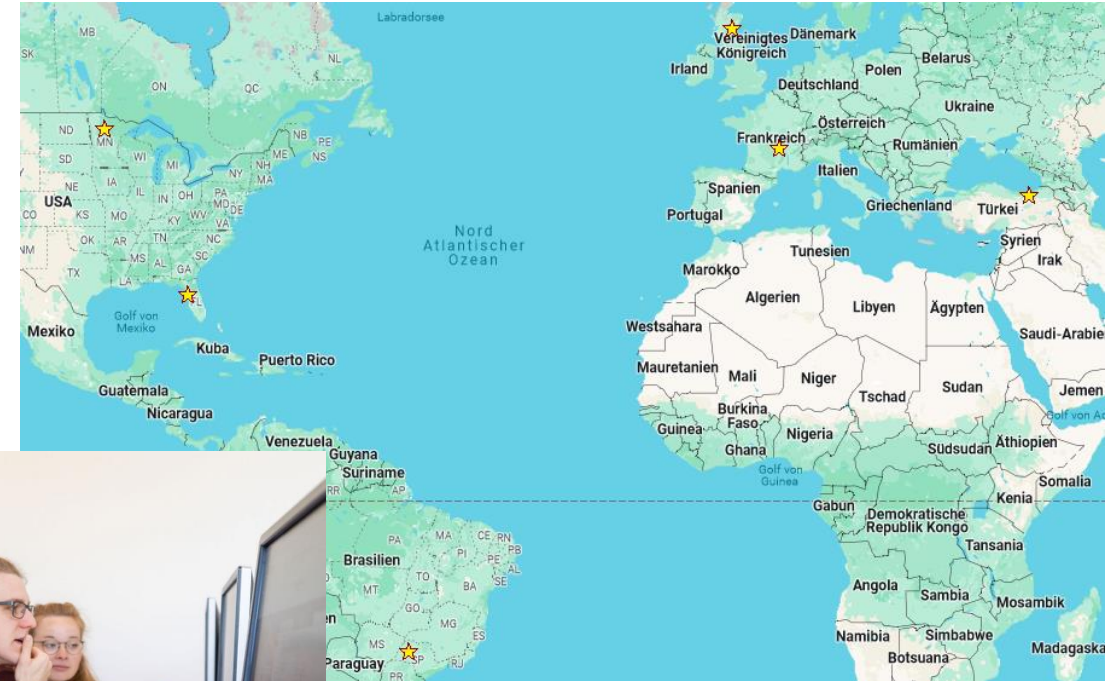 Labradorsee
MB
NL
SK
ON
QC
Vereinigtes
Königreich
Dänemark
Irland
Polen
Belarus
Deutschland
Ukraine
ND
MN
NB
PE
NS
ME
Österreich
Frankreich
Rumänien
SD
WI
MI
NH
NY
MA
Italien
NE
IA
IL
IN
OH
PA
MD
DE
Spanien
Griechenland
Türkei
USA
CO
KS
MO
KY
WV
VA
Portugal
NM
OK
AR
TN
NC
Nord
Atlantischer
Ozean
Tunesien
Syrien
Irak
TX
MS
AL
GA
SC
LA
FL
Marokko
Algerien
Libyen
Ägypten
Golf von
Mexiko
Mexiko
Westsahara
Saudi-Arabie
Kuba
Puerto Rico
Mauretanien
Mali
Niger
Tschad
Sudan
Jemen
Guatemala
Nicaragua
Burkina
Faso
Golf von
Guinea
Ghana
Nigeria
Südsudan
Äthiopien
Venezuela
Guyana
Suriname
Golf von
Guinea
Somalia
RR
AP
Gabun
Kenia
Demokratische
Republik Kongo
PA
MA
CE
RN
PB
PI
PE
AL
SE
Tansania
Brasilien
TO
BA
MT
Angola
Sambia
Mosambik
GO
MG
en
ES
MS
SP
RJ
Paraguay
PR
Namibia
Simbabwe
Botsuana
Madagaska